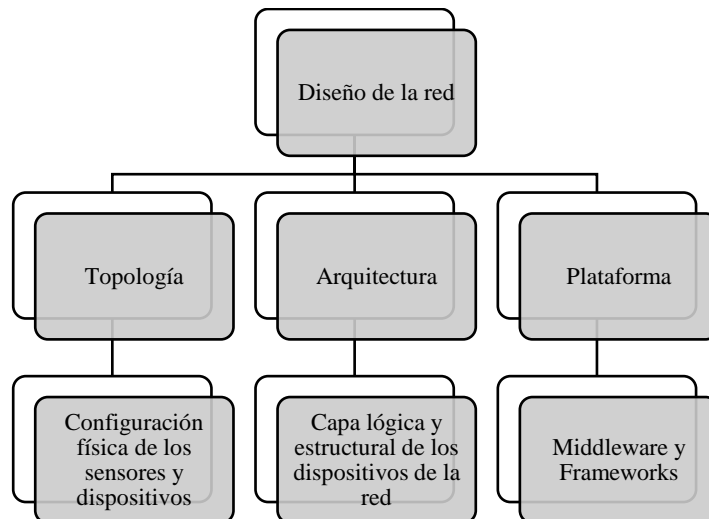 Diseño de la red
Topología
Arquitectura
Plataforma
Configuración
física de los
sensores y
dispositivos
Capa lógica y
estructural de los
dispositivos de la
red
Middleware y
Frameworks